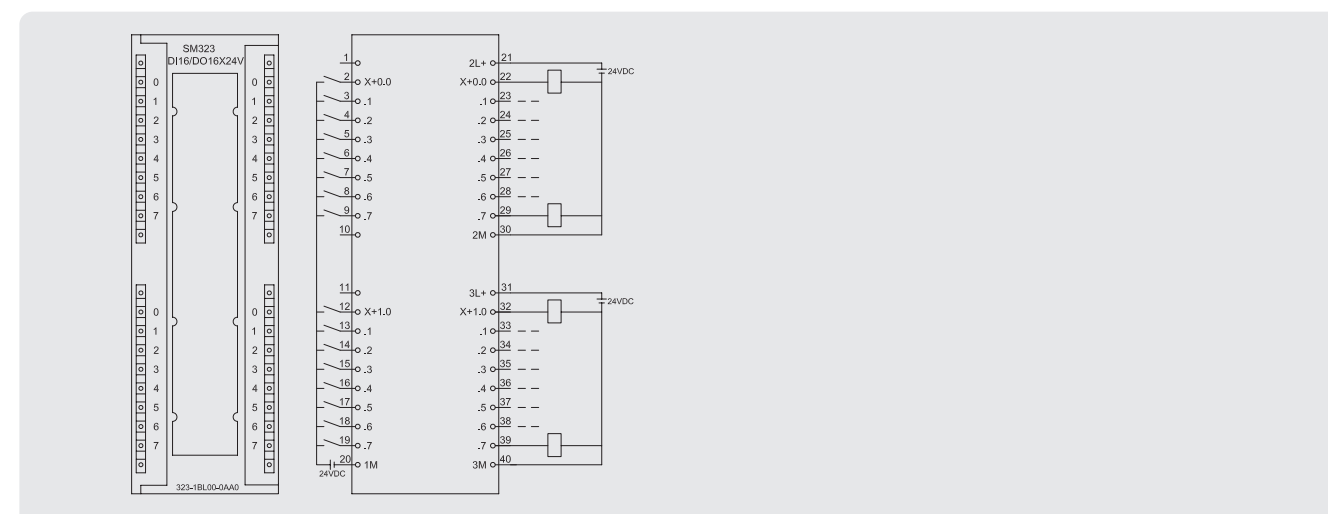 SM323
DI16/DO16X24V
0 0
1 1
2 2
3 3
4 4
5 5
6 6
7 7
0 0
1 1
2 2
3 3
4 4
5 5
6 6
7 7
323-1BL00-0AA0
1 2L+ 21
24VDC
2 X+0.0 X+0.0 22
3 .1 .1 23
4 .2 .2 24
5 .3 .3 25
6 .4 .4 26
7 .5 .5 27
8 .6 .6 28
9 .7 .7 29
10 2M 30
11 3L+ 31
24VDC
12 X+1.0 X+1.0 32
13 .1 .1 33
14 .2 .2 34
15 .3 .3 35
16 .4 .4 36
17 .5 .5 37
18 .6 .6 38
19 .7 .7 39
20 1M 3M 40
24VDC